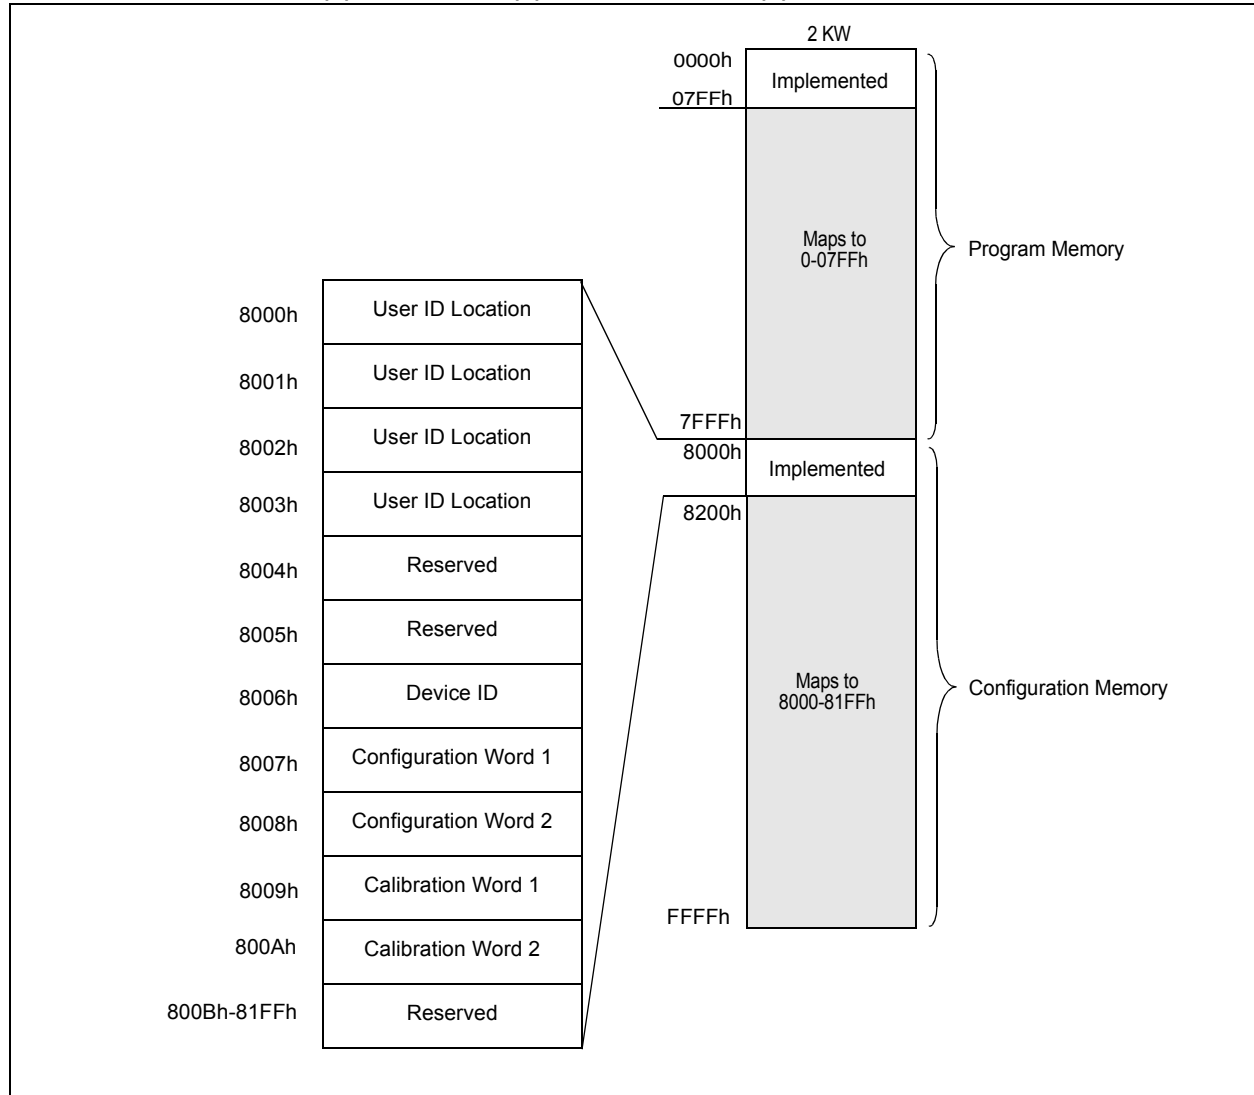 2 KW
0000h
Implemented
07FFh
Maps to
0-07FFh
Program Memory
7FFFh
8000h
Implemented
8200h
Maps to
8000-81FFh
Configuration Memory
FFFFh
8000h User ID Location
8001h User ID Location
8002h User ID Location
8003h User ID Location
8004h Reserved
8005h Reserved
8006h Device ID
8007h Configuration Word 1
8008h Configuration Word 2
8009h Calibration Word 1
800Ah Calibration Word 2
800Bh-81FFh Reserved